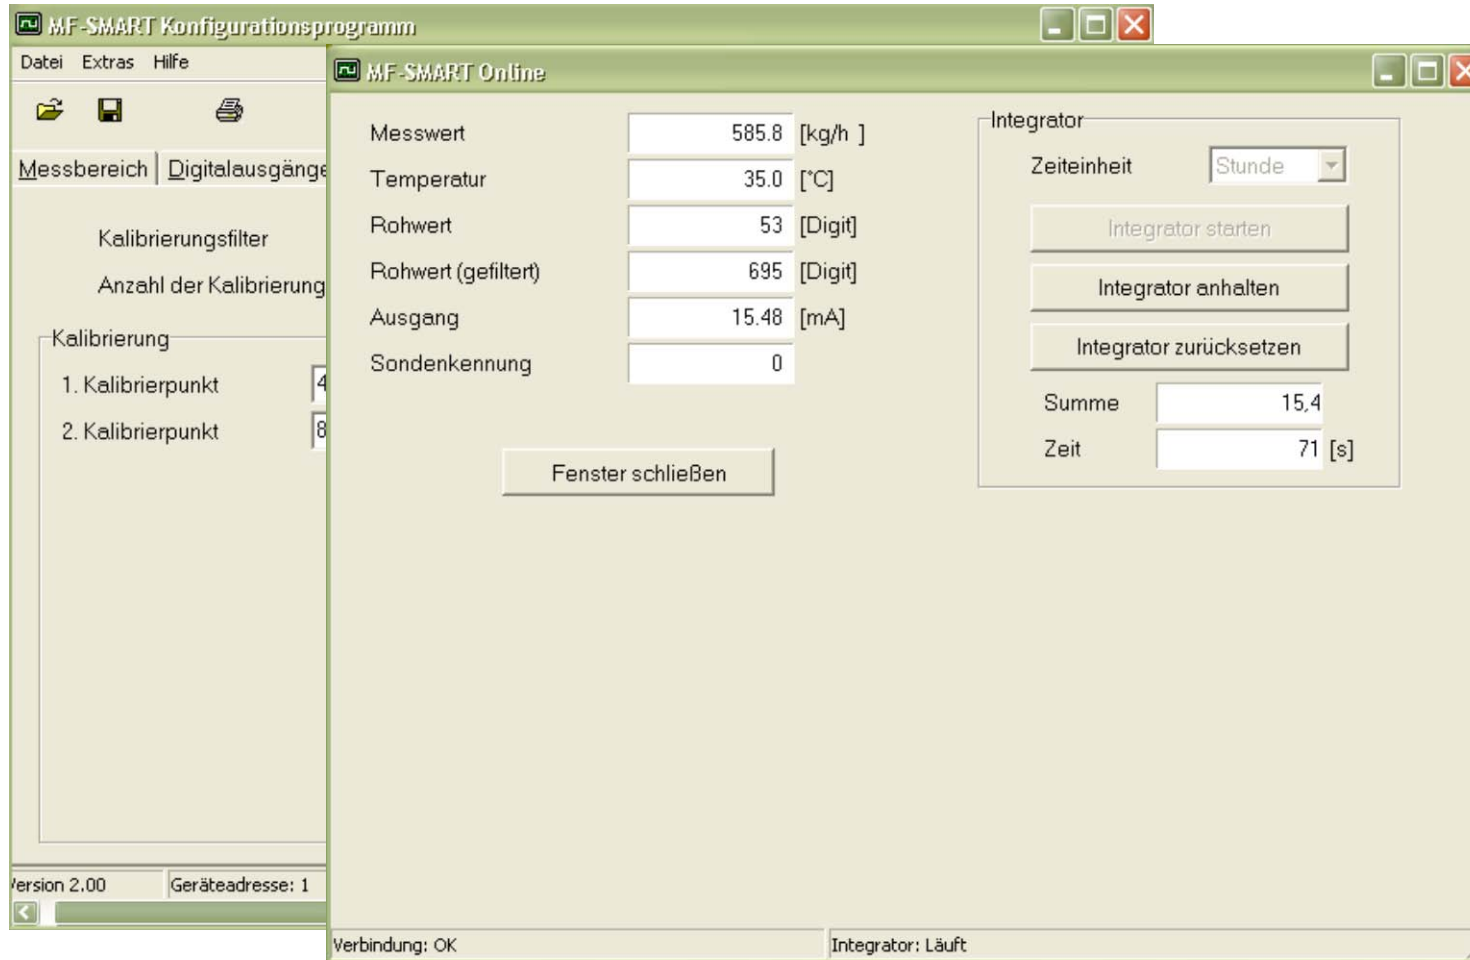 MF-SMART Konfigurationsprogramm
Datei Extras Hilfe
Messbereich Digitalausgänge
Kalibrierungsfilter
Anzahl der Kalibrierung
Kalibrierung
1. Kalibrierpunkt 4
2. Kalibrierpunkt 8
Version 2.00 Geräteadresse: 1
MF-SMART Online
Messwert 585.8 [kg/h ]
Temperatur 35.0 [°C]
Rohwert 53 [Digit]
Rohwert (gefiltert) 695 [Digit]
Ausgang 15.48 [mA]
Sondenkennung 0
Fenster schließen
Integrator
Zeiteinheit Stunde
Integrator starten
Integrator anhalten
Integrator zurücksetzen
Summe 15,4
Zeit 71 [s]
Verbindung: OK Integrator: Läuft